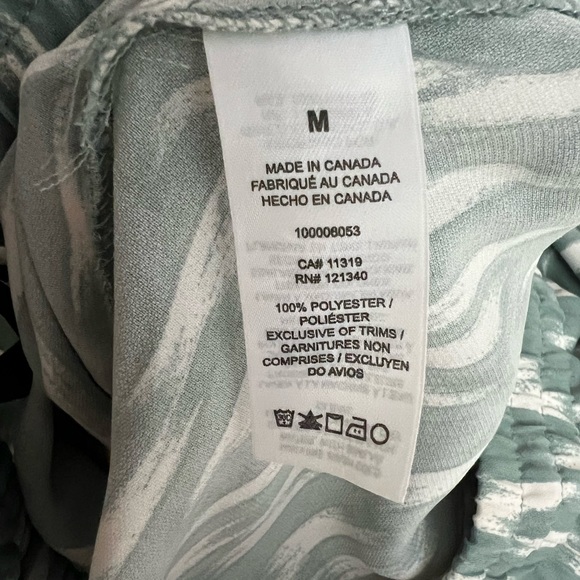 M
MADE IN CANADA
FABRIQUÉ AU CANADA
HECHO EN CANADA
100006053
CA# 11319
RN# 121340
100% POLYESTER /
POLIÉSTER
EXCLUSIVE OF TRIMS /
GARNITURES NON
COMPRISES / EXCLUYEN
DO AVIOS